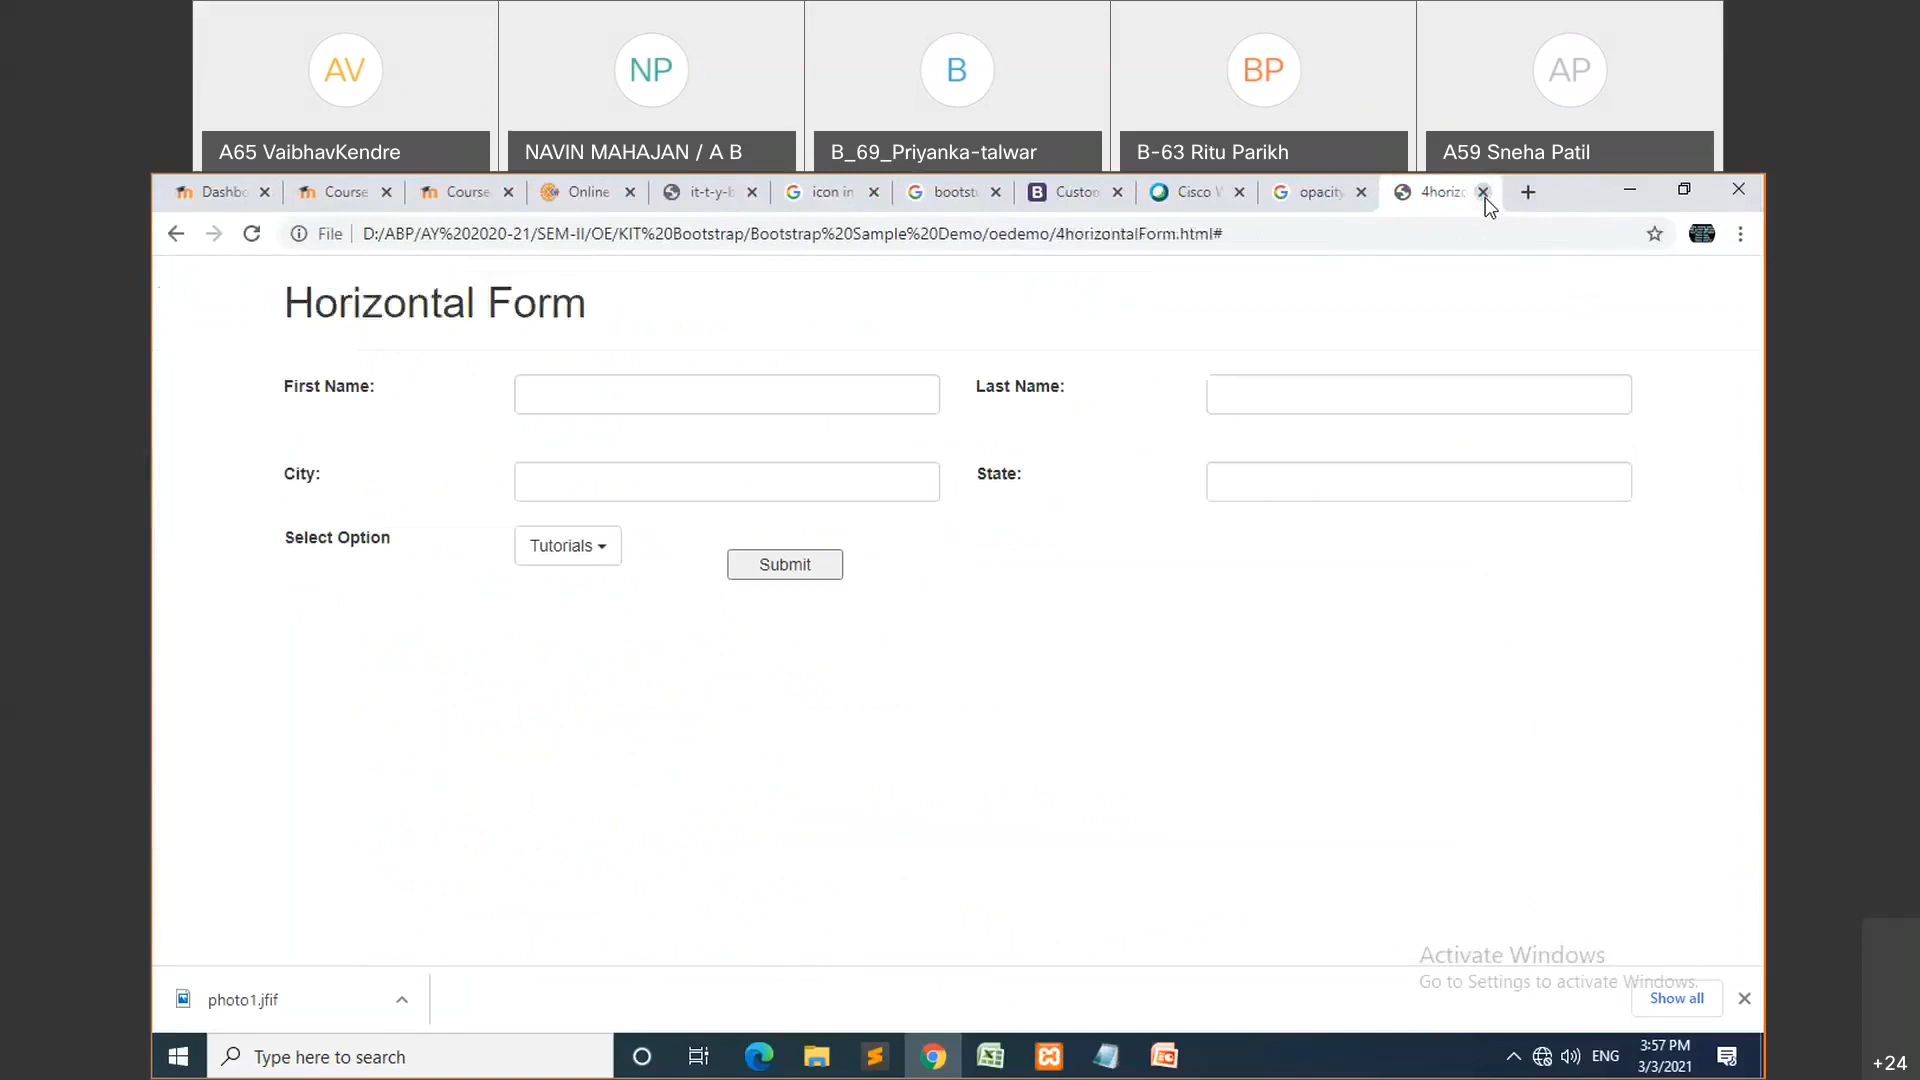 AV
NP
B
BP
AP
A65 VaibhavKendre
NAVIN MAHAJAN / A B
B_69_Priyanka-talwar
B-63 Ritu Parikh
A59 Sneha Patil
Dashbo
Course
Course
Online
it-t-y-b
icon in
bootst
Custom
Cisco W
opacity
4horizo
File
D:/ABP/AY%202020-21/SEM-II/OE/KIT%20Bootstrap/Bootstrap%20Sample%20Demo/oedemo/4horizontalForm.html#
Horizontal Form
First Name:
Last Name:
City:
State:
Select Option
Tutorials
Submit
Activate Windows
Go to Settings to activate Windows.
photo1.jfif
Show all
Type here to search
ENG
3:57 PM
3/3/2021
+24